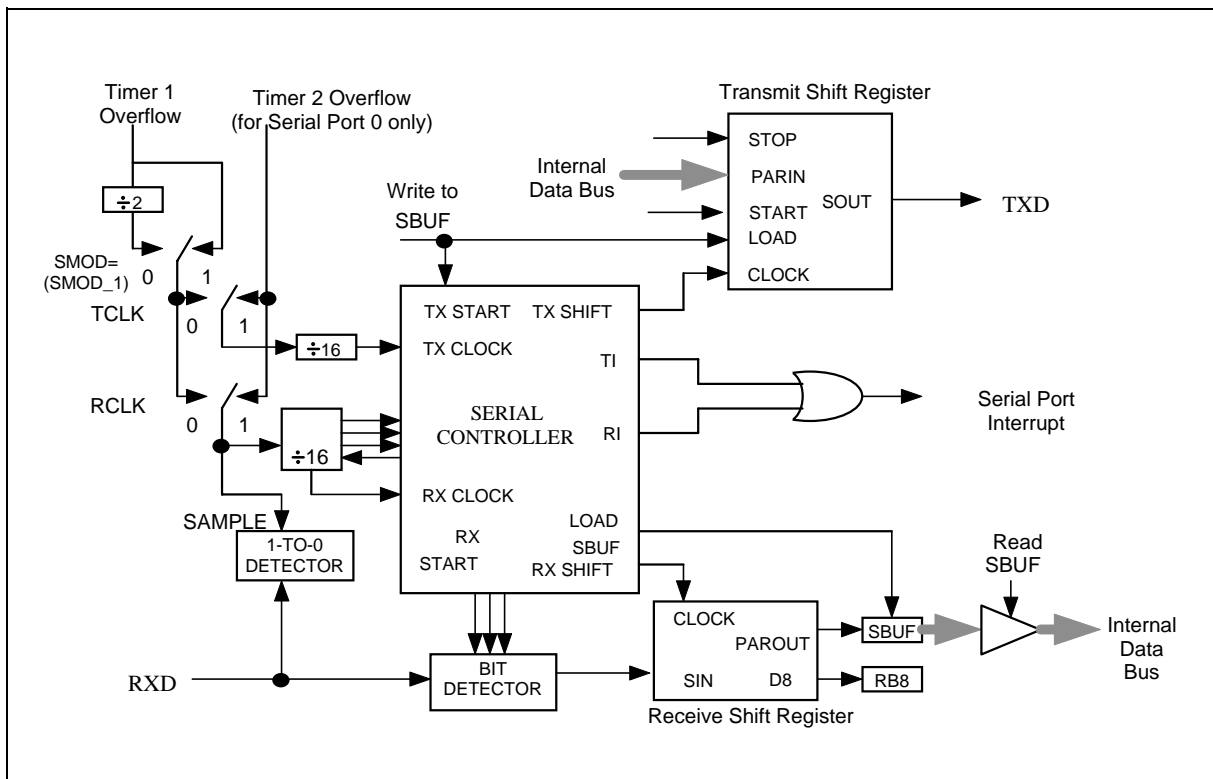 Timer 1
Overflow
Timer 2 Overflow
(for Serial Port 0 only)
÷2
SMOD=
(SMOD_1)
0
1
TCLK
0
1
÷16
RCLK
0
1
÷16
SAMPLE
1-TO-0
DETECTOR
RXD
Write to
SBUF
TX START
TX SHIFT
TX CLOCK
TI
SERIAL
CONTROLLER
RI
RX CLOCK
LOAD
SBUF
RX
START
RX SHIFT
BIT
DETECTOR
Transmit Shift Register
Internal
Data Bus
STOP
PARIN
START
SOUT
LOAD
CLOCK
TXD
Serial Port
Interrupt
CLOCK
PAROUT
SIN
D8
Receive Shift Register
SBUF
RB8
Read
SBUF
Internal
Data
Bus